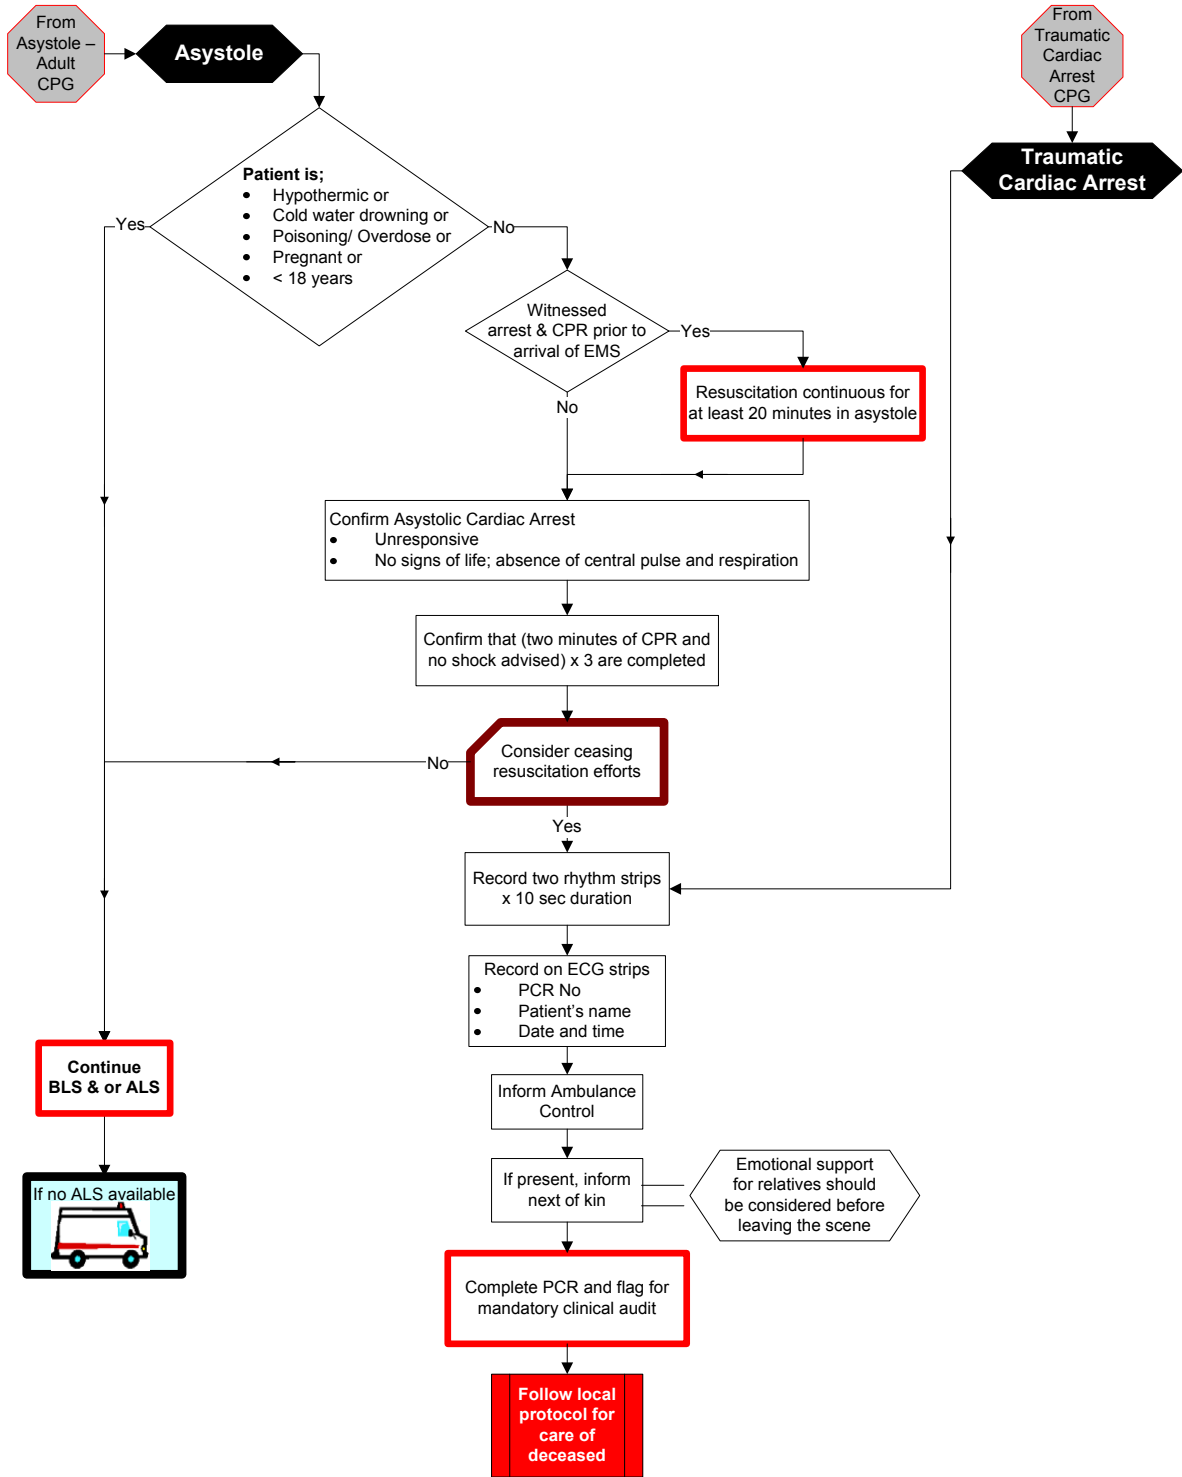 From
Asystole –
Adult
CPG
Asystole
From
Traumatic
Cardiac
Arrest
CPG
Traumatic
Cardiac Arrest
Patient is;
• Hypothermic or
• Cold water drowning or
• Poisoning/ Overdose or
• Pregnant or
• < 18 years
Yes
No
Witnessed
arrest & CPR prior to
arrival of EMS
Yes
No
Resuscitation continuous for
at least 20 minutes in asystole
Confirm Asystolic Cardiac Arrest
• Unresponsive
• No signs of life; absence of central pulse and respiration
Confirm that (two minutes of CPR and
no shock advised) x 3 are completed
Consider ceasing
resuscitation efforts
No
Yes
Record two rhythm strips
x 10 sec duration
Record on ECG strips
• PCR No
• Patient's name
• Date and time
Continue
BLS & or ALS
Inform Ambulance
Control
If no ALS available
If present, inform
next of kin
Emotional support
for relatives should
be considered before
leaving the scene
Complete PCR and flag for
mandatory clinical audit
Follow local
protocol for
care of
deceased